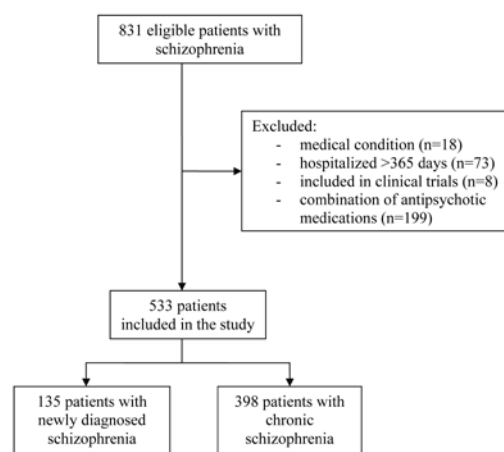 831 eligible patients with
schizophrenia
Excluded:
- medical condition (n=18)
- hospitalized >365 days (n=73)
- included in clinical trials (n=8)
- combination of antipsychotic
medications (n=199)
533 patients
included in the study
135 patients with
newly diagnosed
schizophrenia
398 patients with
chronic
schizophrenia